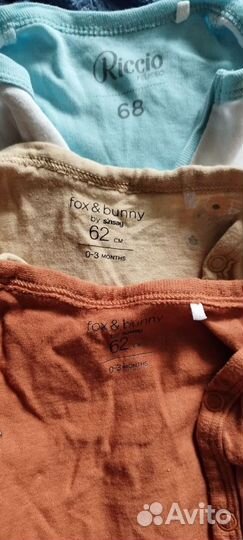 Riccio
68
fox & bunny
by sinsay
62 CM
0-3 MONTHS
fox & bunny
62
0-3 MONTHS
Avito